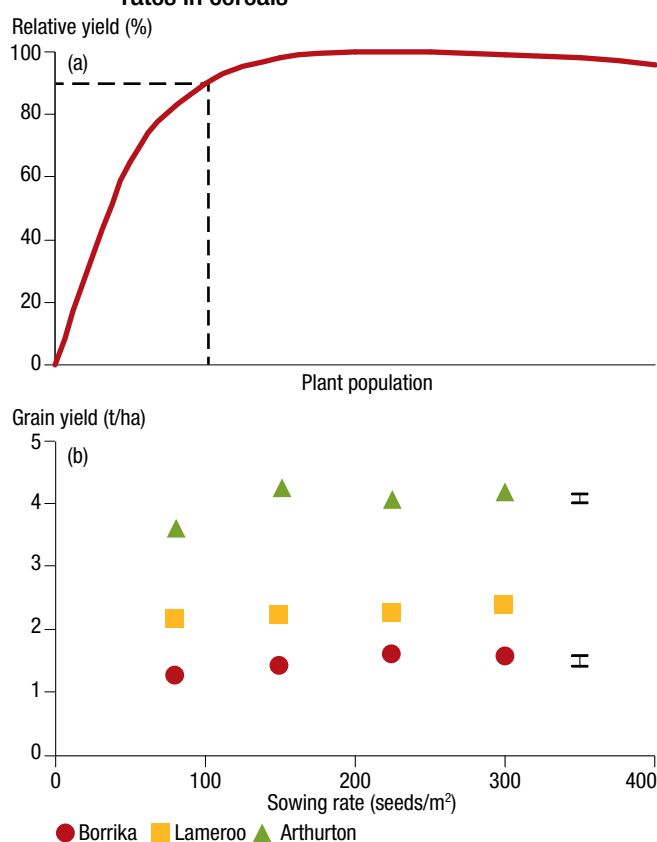 rates in cereals
Relative yield (%)
100
(a)
80
60
40
20
0
Plant population
Grain yield (t/ha)
5
(b)
4
3
2
1
0
0 100 200 300 400
Sowing rate (seeds/m²)
Borrika Lameroo Arthurton